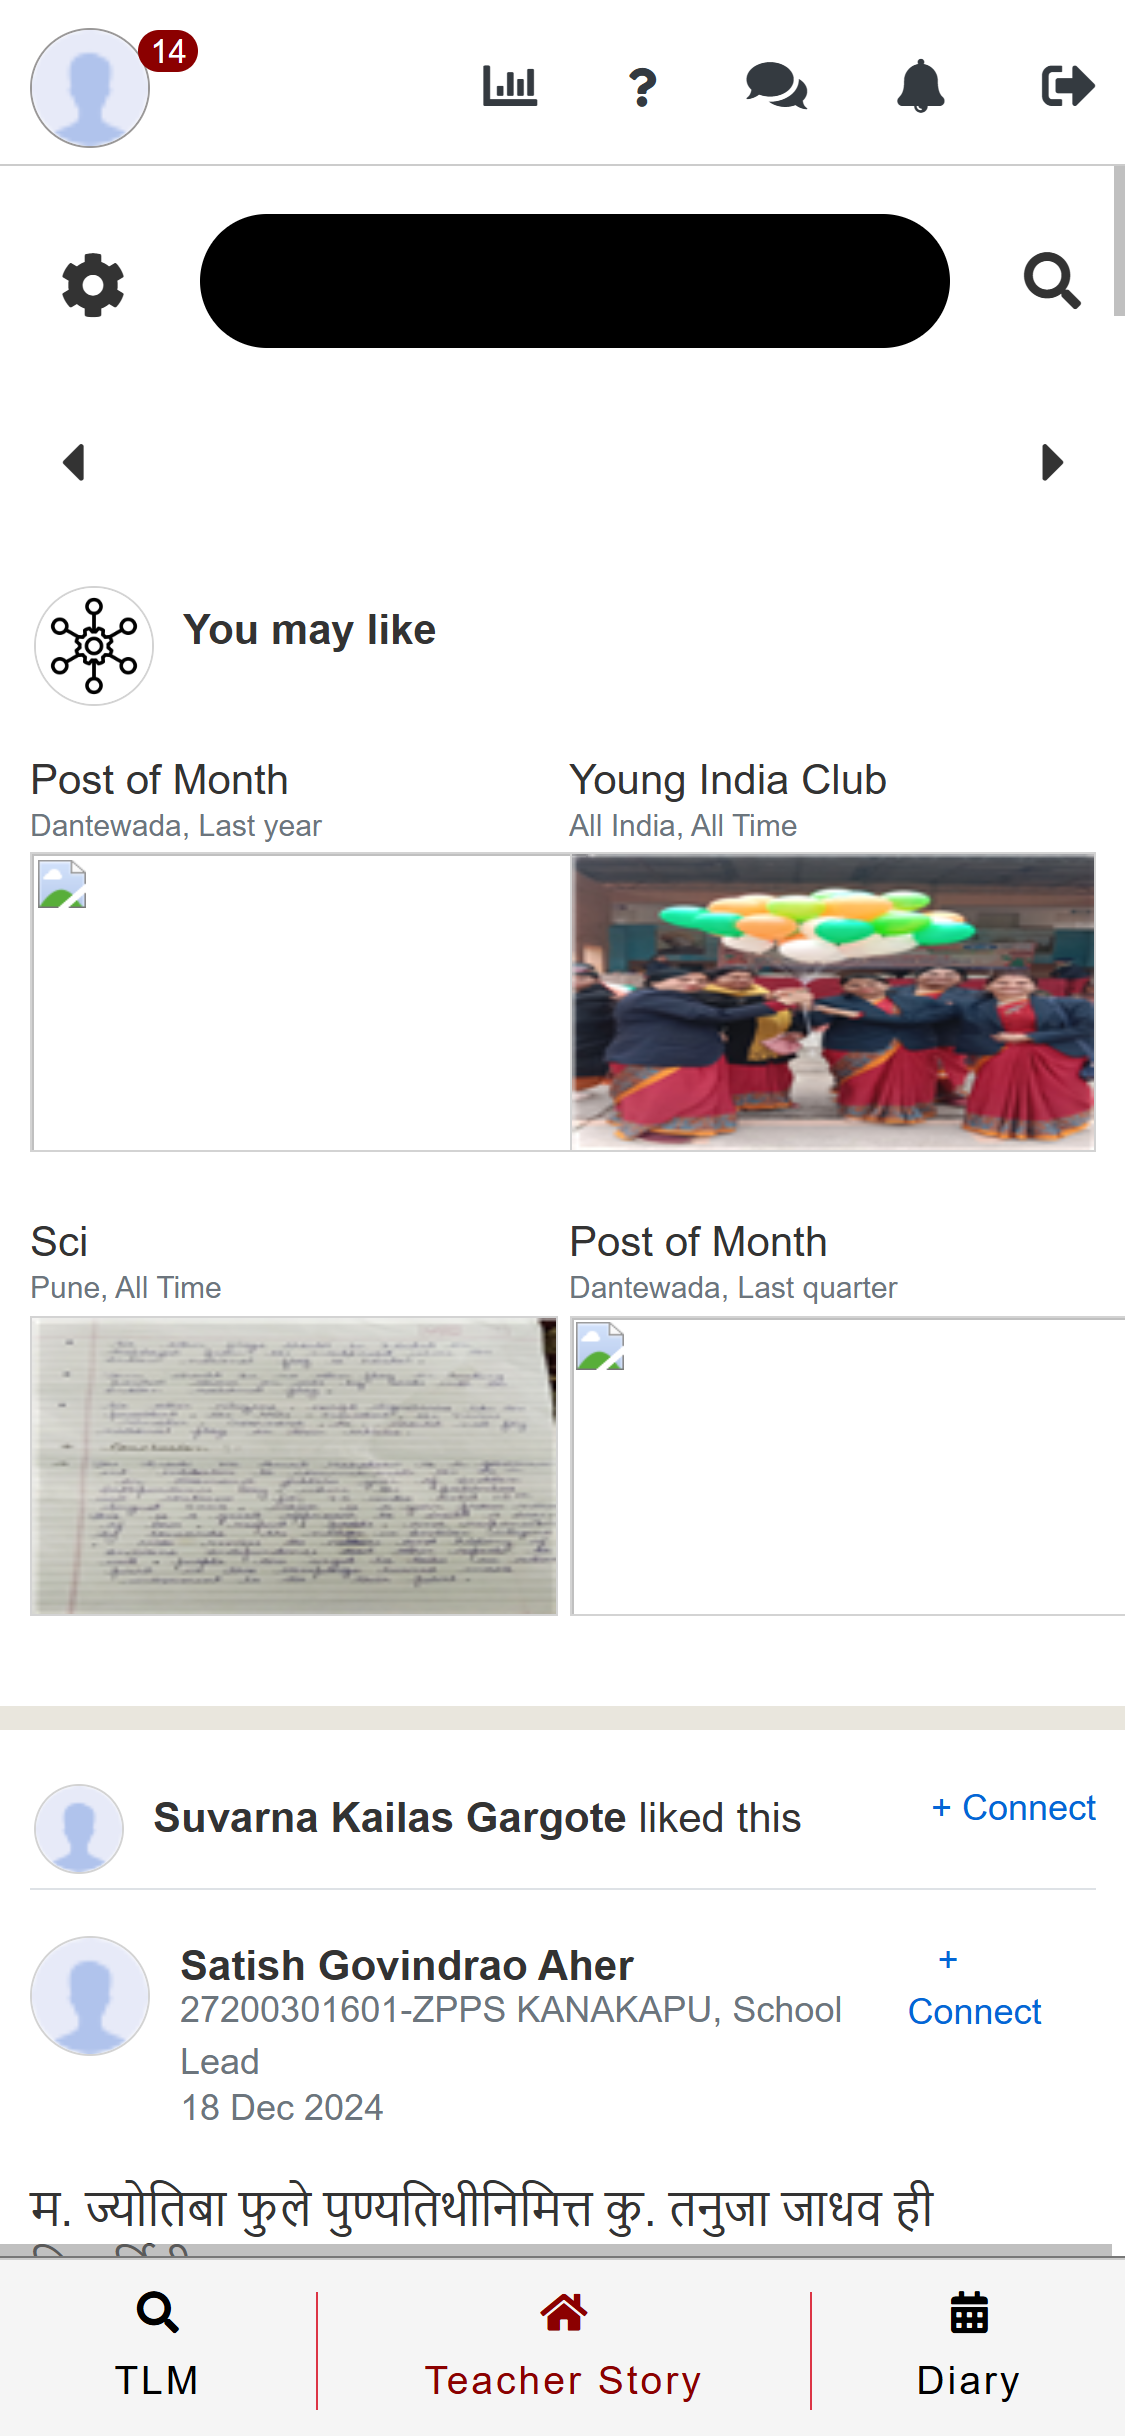 14
?
You may like
Post of Month
Dantewada, Last year
Young India Club
All India, All Time
Sci
Pune, All Time
Post of Month
Dantewada, Last quarter
Suvarna Kailas Gargote liked this
+ Connect
Satish Govindrao Aher
+ Connect
27200301601-ZPPS KANAKAPU, School
Lead
18 Dec 2024
म. ज्योतिबा फुले पुण्यतिथीनिमित्त कु. तनुजा जाधव ही
TLM
Teacher Story
Diary